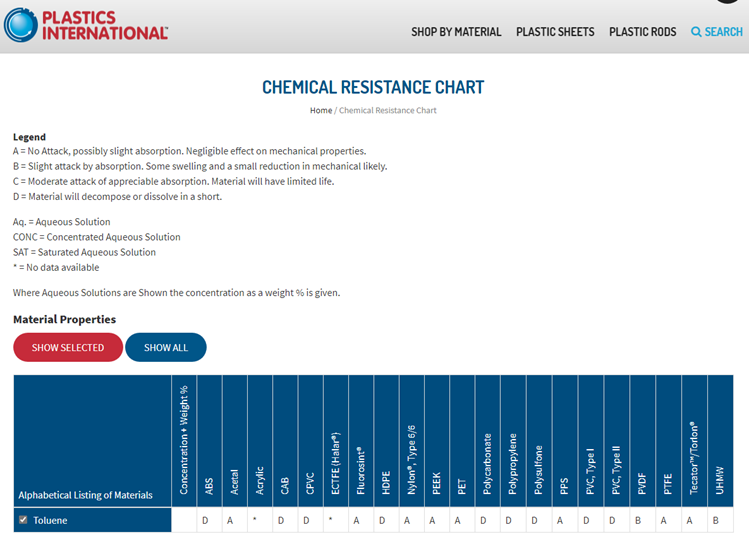 PLASTICS
INTERNATIONAL
SHOP BY MATERIAL PLASTIC SHEETS PLASTIC RODS SEARCH
CHEMICAL RESISTANCE CHART
Home / Chemical Resistance Chart
Legend
A = No Attack, possibly slight absorption. Negligible effect on mechanical properties.
B = Slight attack by absorption. Some swelling and a small reduction in mechanical likely.
C = Moderate attack of appreciable absorption. Material will have limited life.
D = Material will decompose or dissolve in a short.
Aq. = Aqueous Solution
CONC = Concentrated Aqueous Solution
SAT = Saturated Aqueous Solution
* = No data available
Where Aqueous Solutions are Shown the concentration as a weight % is given.
Material Properties
SHOW SELECTED SHOW ALL
Alphabetical Listing of Materials
Concentration + Weight %
ABS
Acetal
Acrylic
CAB
CPVC
ECTFE (Halar®)
Fluorosint®
HDPE
Nylon®, Type 6/6
PEEK
PET
Polycarbonate
Polypropylene
Polysulfone
PPS
PVC, Type I
PVC, Type II
PVDF
PTFE
Tecator™/Torlon®
UHMW
Toluene D A * D D * A D A A A D D D A D D B A A B